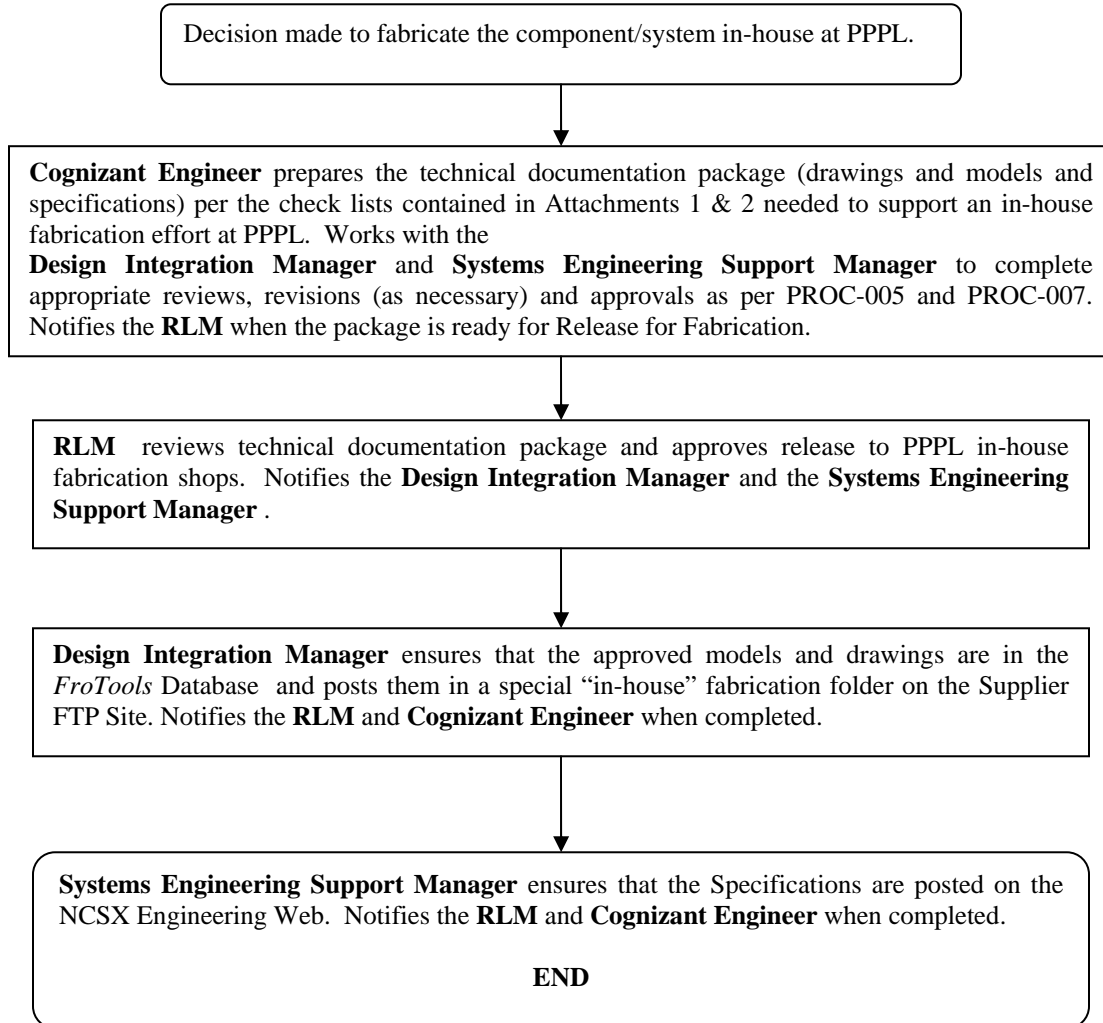 Decision made to fabricate the component/system in-house at PPPL.
Cognizant Engineer prepares the technical documentation package (drawings and models and
specifications) per the check lists contained in Attachments 1 & 2 needed to support an in-house
fabrication effort at PPPL. Works with the
Design Integration Manager and Systems Engineering Support Manager to complete
appropriate reviews, revisions (as necessary) and approvals as per PROC-005 and PROC-007.
Notifies the RLM when the package is ready for Release for Fabrication.
RLM reviews technical documentation package and approves release to PPPL in-house
fabrication shops. Notifies the Design Integration Manager and the Systems Engineering
Support Manager .
Design Integration Manager ensures that the approved models and drawings are in the
FroTools Database and posts them in a special “in-house” fabrication folder on the Supplier
FTP Site. Notifies the RLM and Cognizant Engineer when completed.
Systems Engineering Support Manager ensures that the Specifications are posted on the
NCSX Engineering Web. Notifies the RLM and Cognizant Engineer when completed.
END